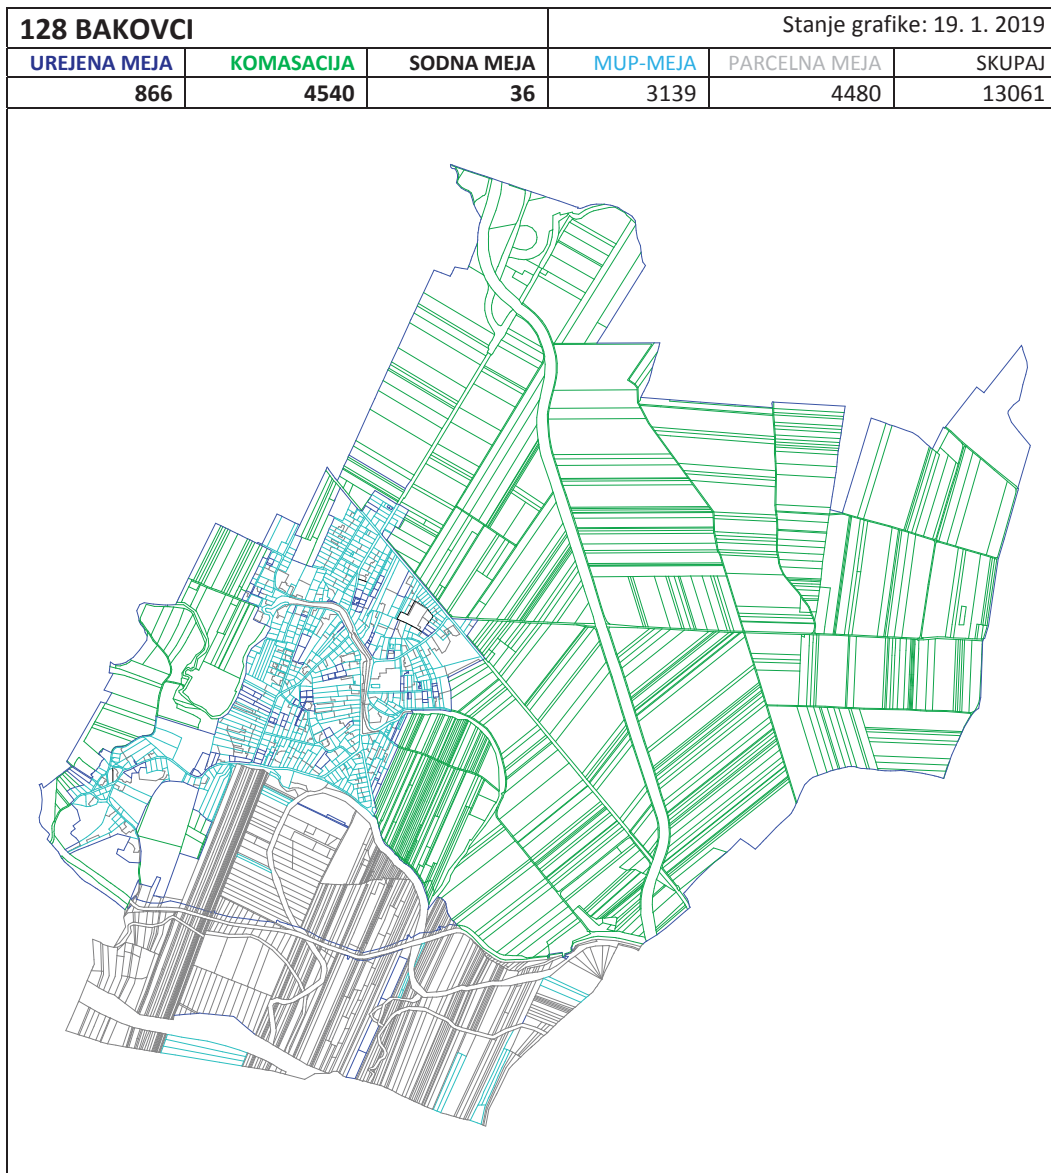 128 BAKOVCI Stanje grafike: 19. 1. 2019
UREJENA MEJA KOMASACIJA SODNA MEJA MUP-MEJA PARCELNA MEJA SKUPAJ
866 4540 36 3139 4480 13061